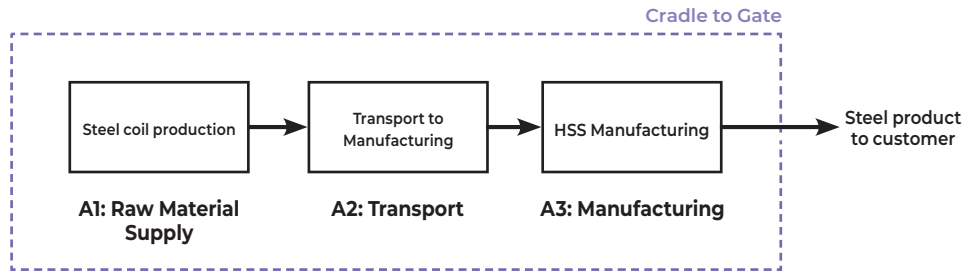 Cradle to Gate
Steel coil production
Transport to
Manufacturing
HSS Manufacturing
Steel product
to customer
A1: Raw Material
Supply
A2: Transport
A3: Manufacturing